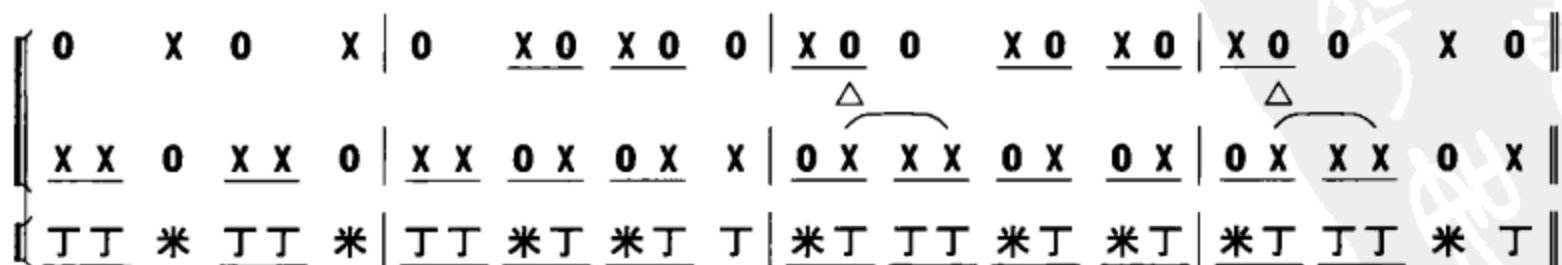 0 X 0 X | 0 X 0 X 0 0 | X 0 0 X 0 X 0 | X 0 0 X 0 ‖
△ △
X X 0 X X 0 | X X 0 X 0 X X | 0 X X X 0 X 0 X | 0 X X X 0 X ‖
丁丁 米 丁丁 米 | 丁丁 米丁 米丁 丁 | 米丁 丁丁 米丁 米丁 | 米丁 丁丁 米 丁 ‖